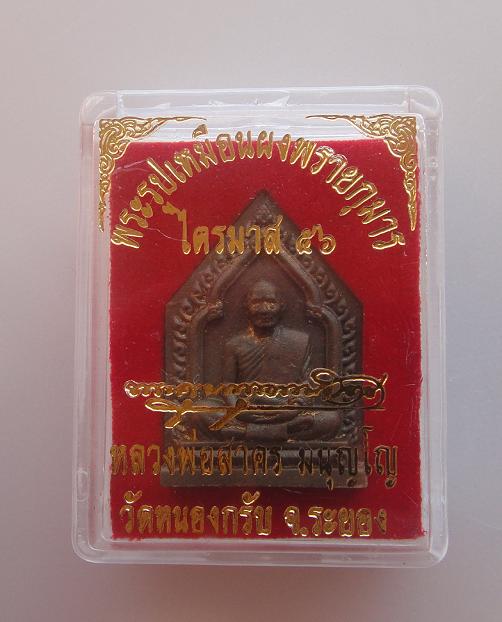 พระรูปเหมือนผงพรายกุมาร
ไตรมาส ๕๖
หลวงพ่อสาคร มนุญโญ
วัดหนองกรับ จ.ระยอง